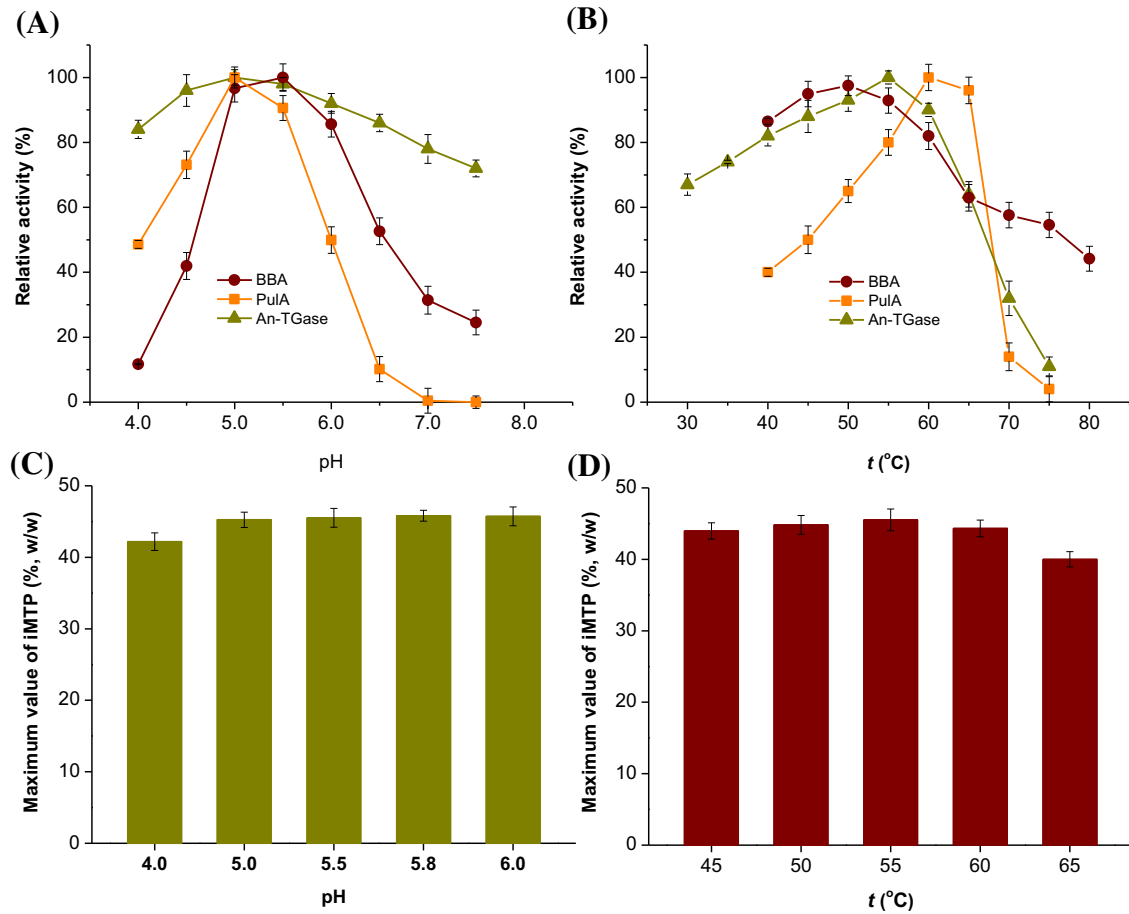 (A)
Relative activity (%)
100
80
60
40
20
0
BBA
PulA
An-TGase
4.0 5.0 6.0 7.0 8.0
pH
(B)
Relative activity (%)
100
80
60
40
20
0
BBA
PulA
An-TGase
30 40 50 60 70 80
t (°C)
(C)
Maximum value of iMTP (%, w/w)
50
40
30
20
10
0
4.0 5.0 5.5 5.8 6.0
pH
(D)
Maximum value of iMTP (%, w/w)
50
40
30
20
10
0
45 50 55 60 65
t (°C)